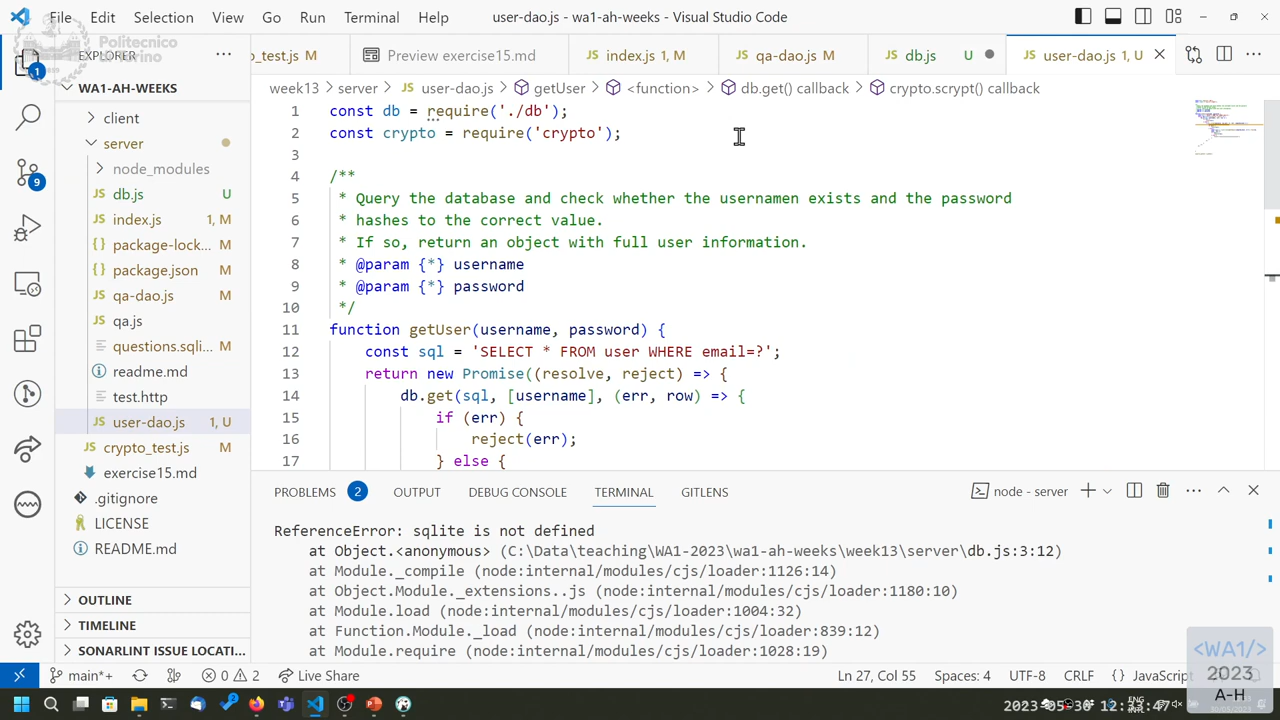 File Edit Selection View Go Run Terminal Help
user-dao.js - wa1-ah-weeks - Visual Studio Code
Politecnico
EXPLORER
o_test.js M
Preview exercise15.md
index.js 1, M
qa-dao.js M
db.js U
user-dao.js 1, U
1
WA1-AH-WEEKS
week13 > server > user-dao.js > getUser > <function> > db.get() callback > crypto.scrypt() callback
client
server
node_modules
db.js U
index.js 1, M
package-lock... M
package.json M
qa-dao.js M
qa.js
questions.sqli... M
readme.md
test.http
user-dao.js 1, U
crypto_test.js M
exercise15.md
.gitignore
LICENSE
README.md
9
OUTLINE
TIMELINE
SONARLINT ISSUE LOCATI...
1 const db = require('./db');
2 const crypto = require('crypto');
3
4 /**
5 * Query the database and check whether the usernamen exists and the password
6 * hashes to the correct value.
7 * If so, return an object with full user information.
8 * @param {*} username
9 * @param {*} password
10 */
11 function getUser(username, password) {
12 const sql = 'SELECT * FROM user WHERE email=?';
13 return new Promise((resolve, reject) => {
14 db.get(sql, [username], (err, row) => {
15 if (err) {
16 reject(err);
17 } else {
PROBLEMS 2 OUTPUT DEBUG CONSOLE TERMINAL GITLENS
node - server
ReferenceError: sqlite is not defined
at Object.<anonymous> (C:\Data\teaching\WA1-2023\wa1-ah-weeks\week13\server\db.js:3:12)
at Module._compile (node:internal/modules/cjs/loader:1126:14)
at Object.Module._extensions..js (node:internal/modules/cjs/loader:1180:10)
at Module.load (node:internal/modules/cjs/loader:1004:32)
at Function.Module._load (node:internal/modules/cjs/loader:839:12)
at Module.require (node:internal/modules/cjs/loader:1028:19)
main*+ 0 2 Live Share
Ln 27, Col 55 Spaces: 4 UTF-8 CRLF {} JavaScript
<WA1/>
2023
A-H
ENG